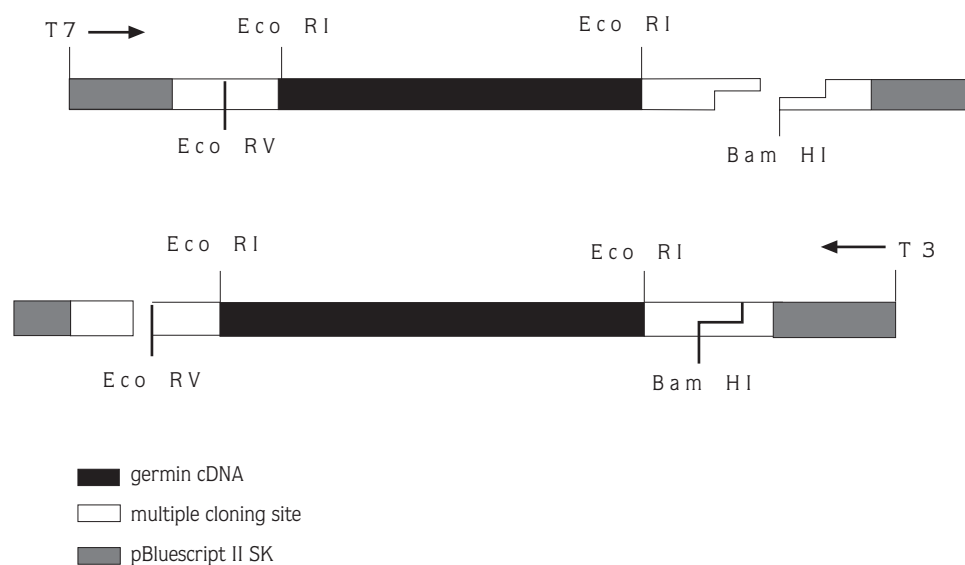 T7
Eco RI
Eco RI
Eco RV
Bam HI
Eco RI
Eco RI
T 3
Eco RV
Bam HI
germin cDNA
multiple cloning site
pBluescript II SK